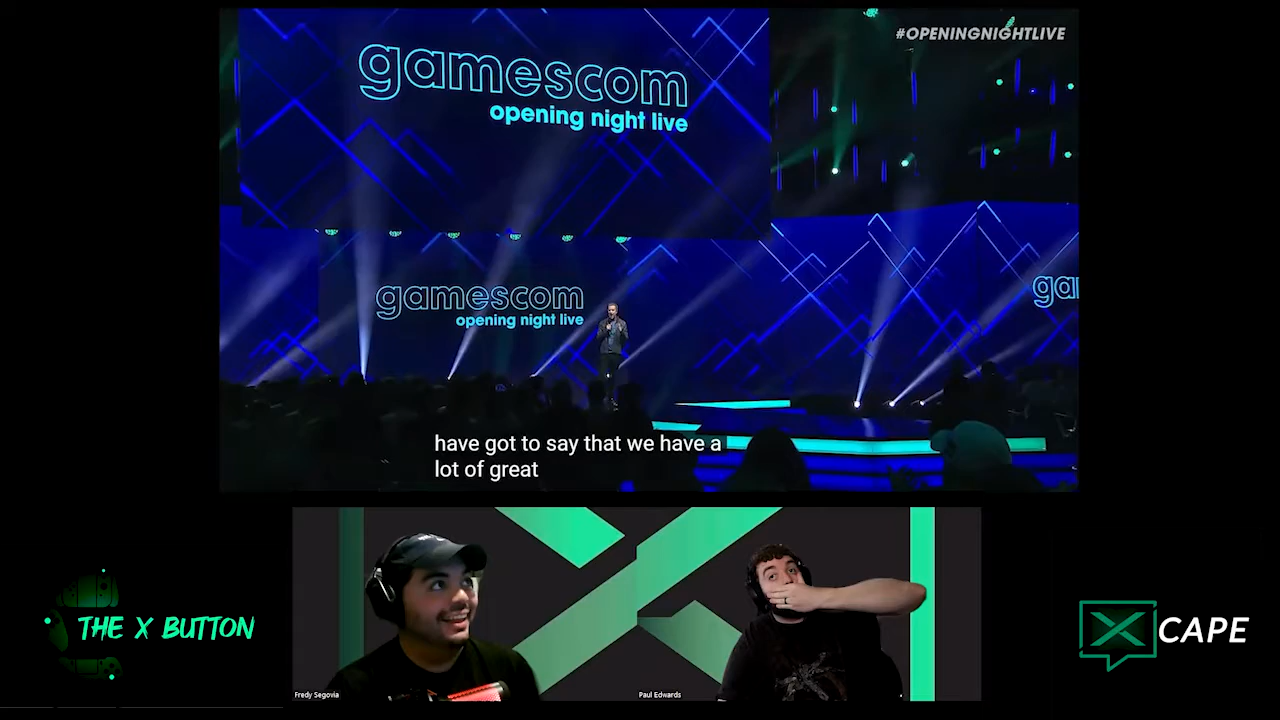 #OPENINGNIGHTLIVE
gamescom
opening night live
gamescom
opening night live
ga
have got to say that we have a
lot of great
THE X BUTTON
XCAPE
Fredy Segovia
Paul Edwards